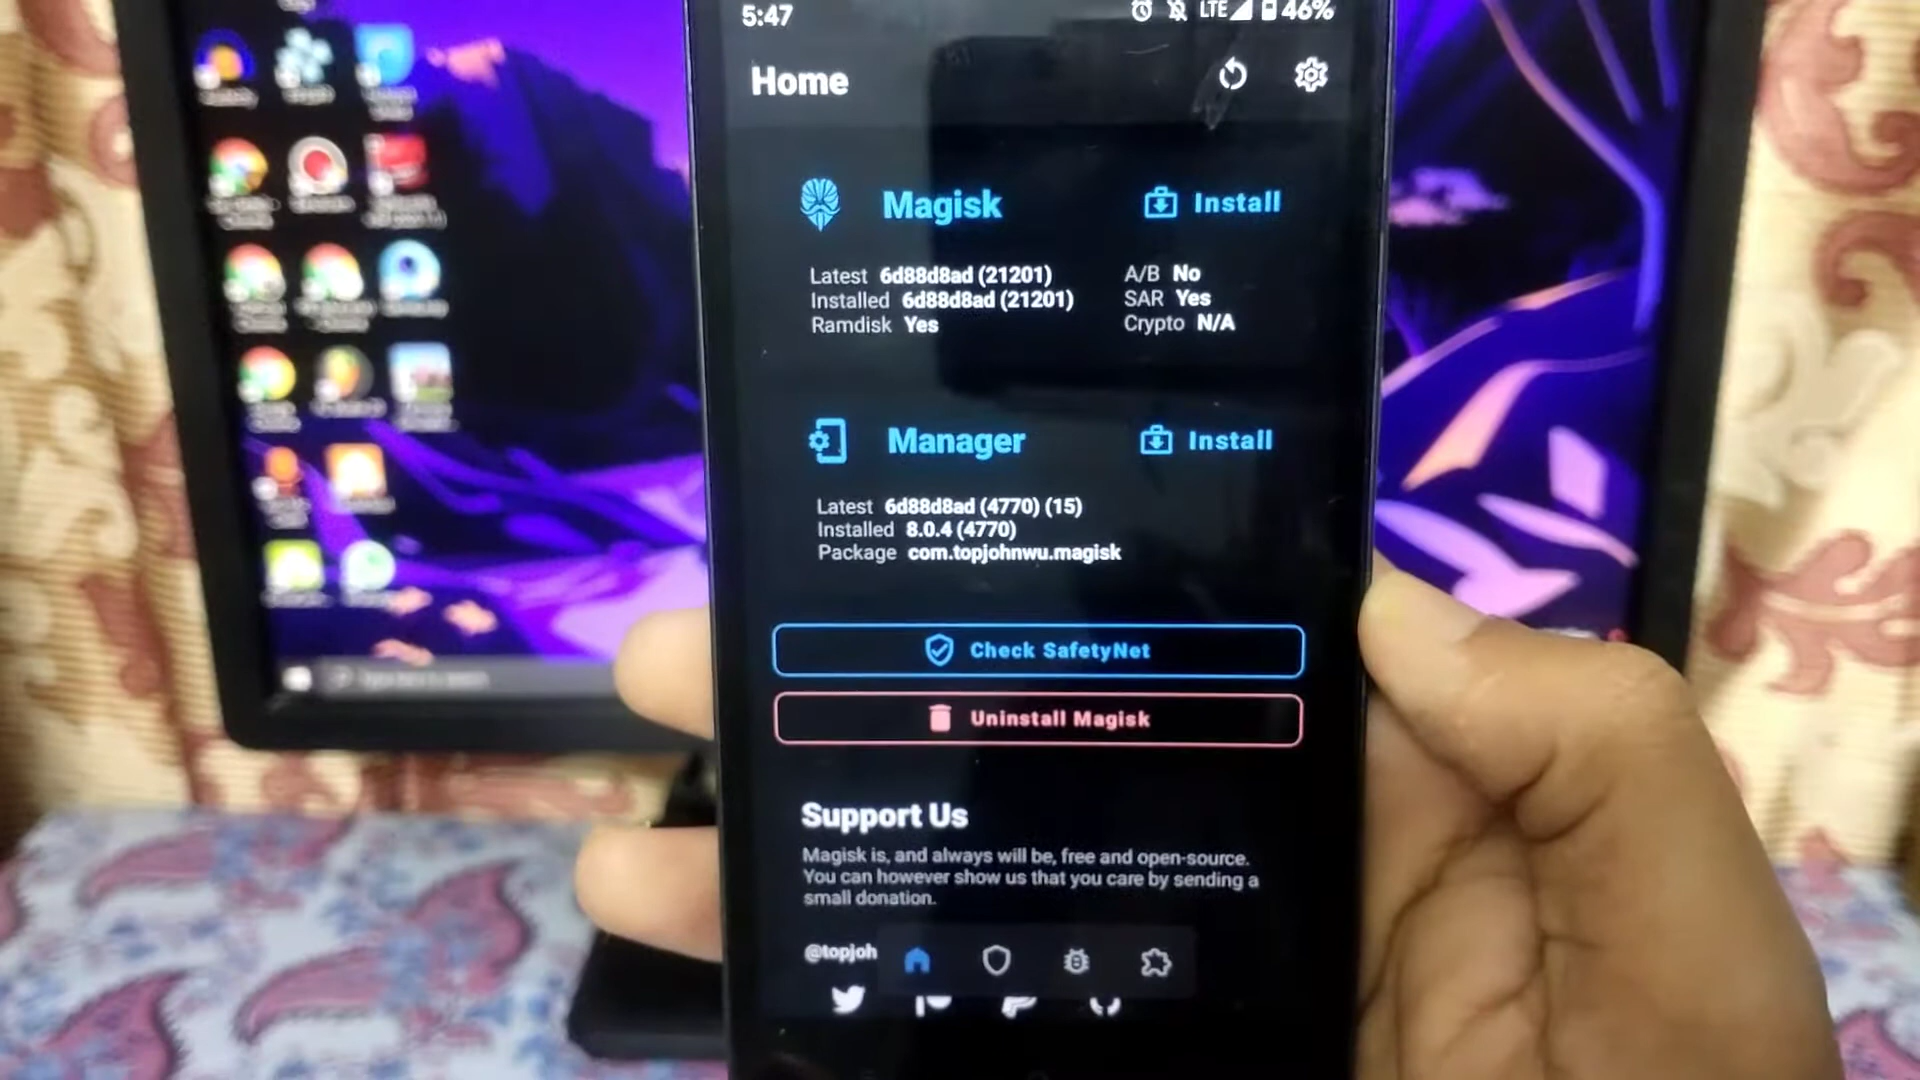 5:47 LTE 46%
Home
Magisk Install
Latest 6d88d8ad (21201) A/B No
Installed 6d88d8ad (21201) SAR Yes
Ramdisk Yes Crypto N/A
Manager Install
Latest 6d88d8ad (4770) (15)
Installed 8.0.4 (4770)
Package com.topjohnwu.magisk
Check SafetyNet
Uninstall Magisk
Support Us
Magisk is, and always will be, free and open-source.
You can however show us that you care by sending a
small donation.
@topjoh